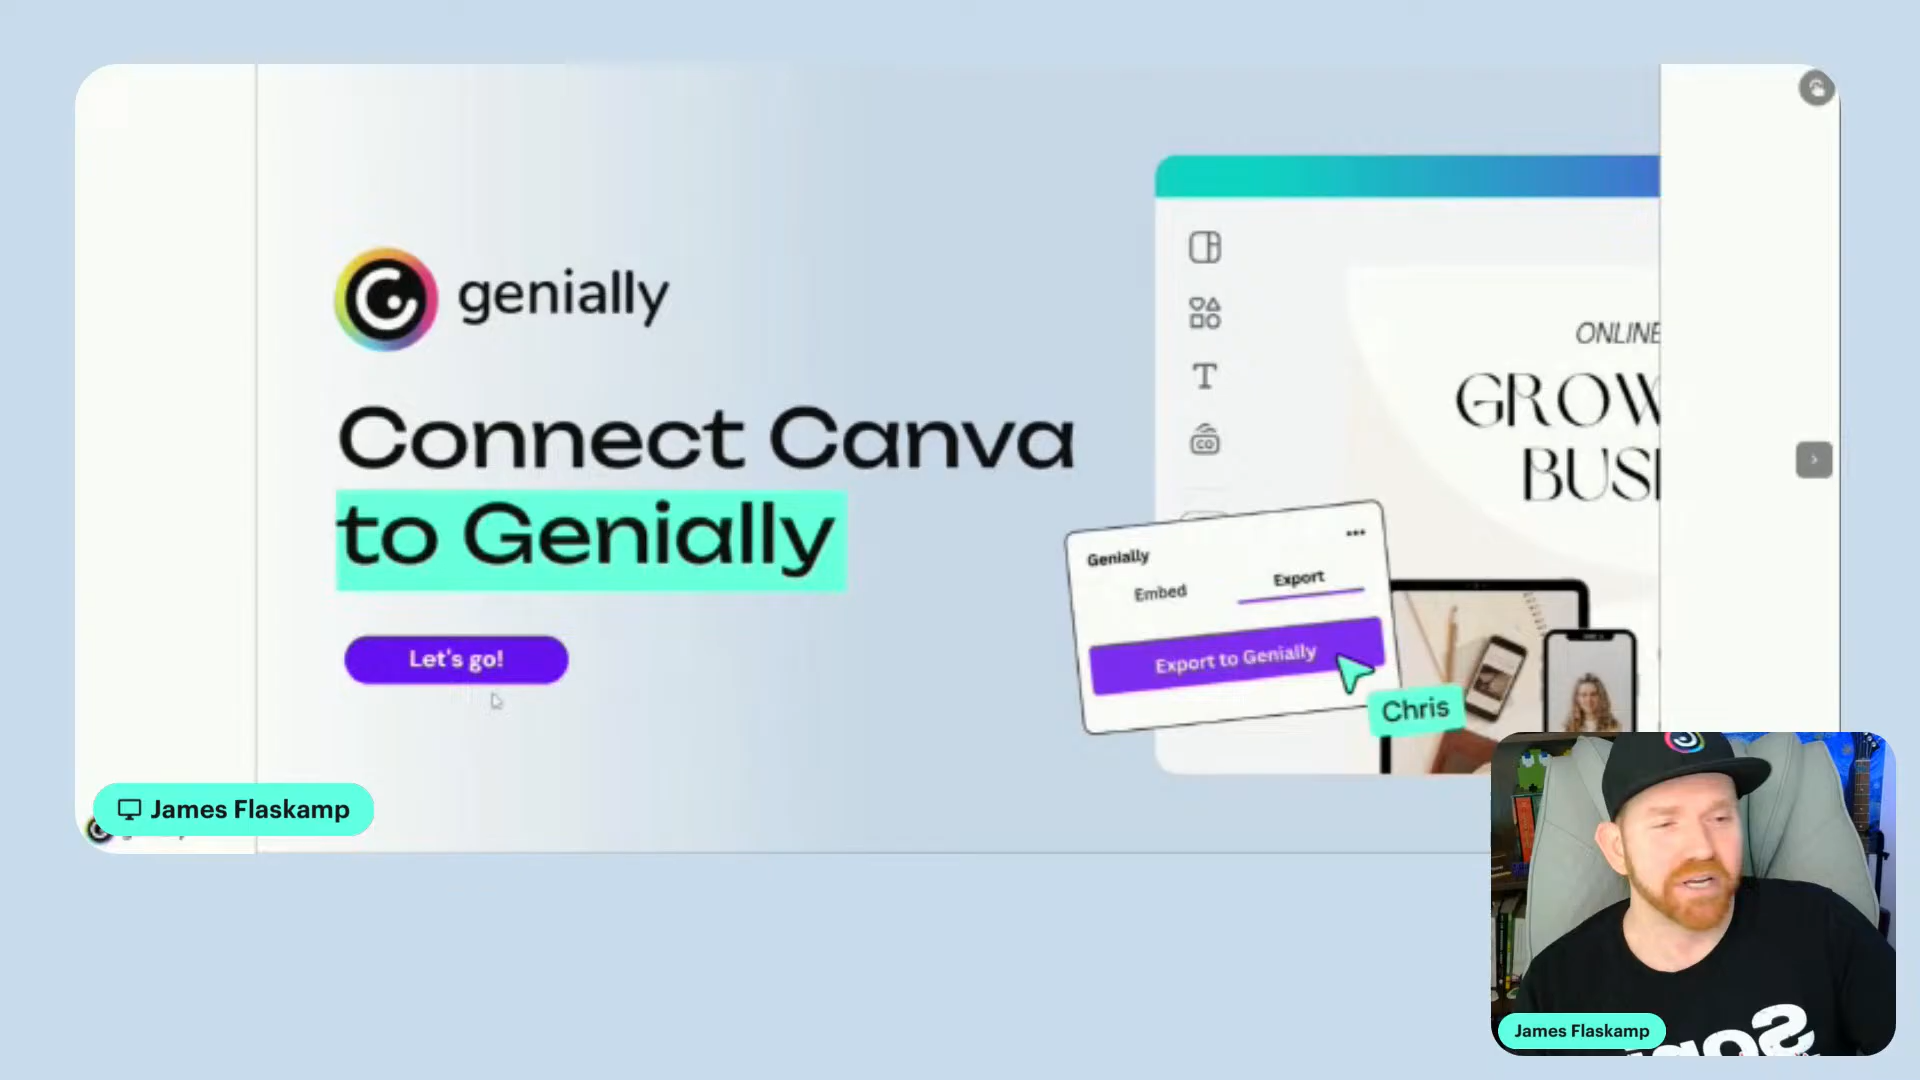 genially
Connect Canva
to Genially
Let's go!
ONLINE
GROW
BUSI
CO
Genially
Embed
Export
Export to Genially
Chris
James Flaskamp
James Flaskamp